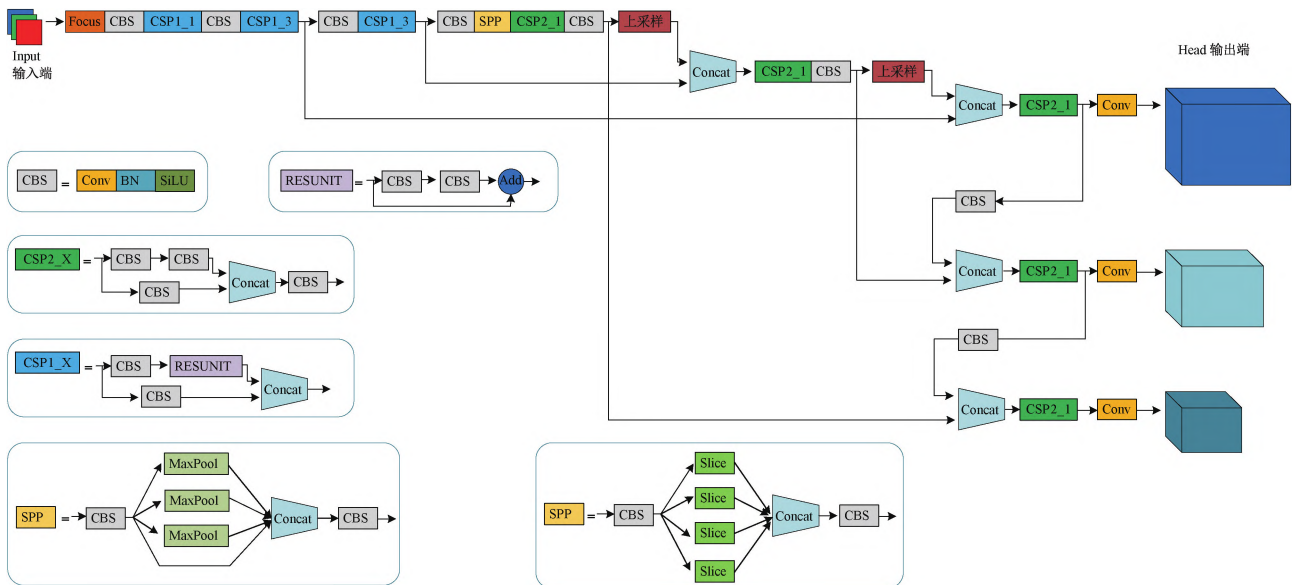 Input
输入端
Focus CBS CSP1_1 CBS CSP1_3
CBS CSP1_3
CBS SPP CSP2_1 CBS
上采样
Concat
CSP2_1 CBS
上采样
Concat
CSP2_1
Conv
Head 输出端
CBS
Concat
CSP2_1
Conv
CBS
Concat
CSP2_1
Conv
CBS = Conv BN SiLU
RESUNIT = CBS CBS Add
CSP2_X = CBS CBS
CBS
Concat
CBS
CSP1_X = CBS RESUNIT
CBS
Concat
SPP = CBS
MaxPool
MaxPool
MaxPool
Concat
CBS
SPP = CBS
Slice
Slice
Slice
Slice
Concat
CBS